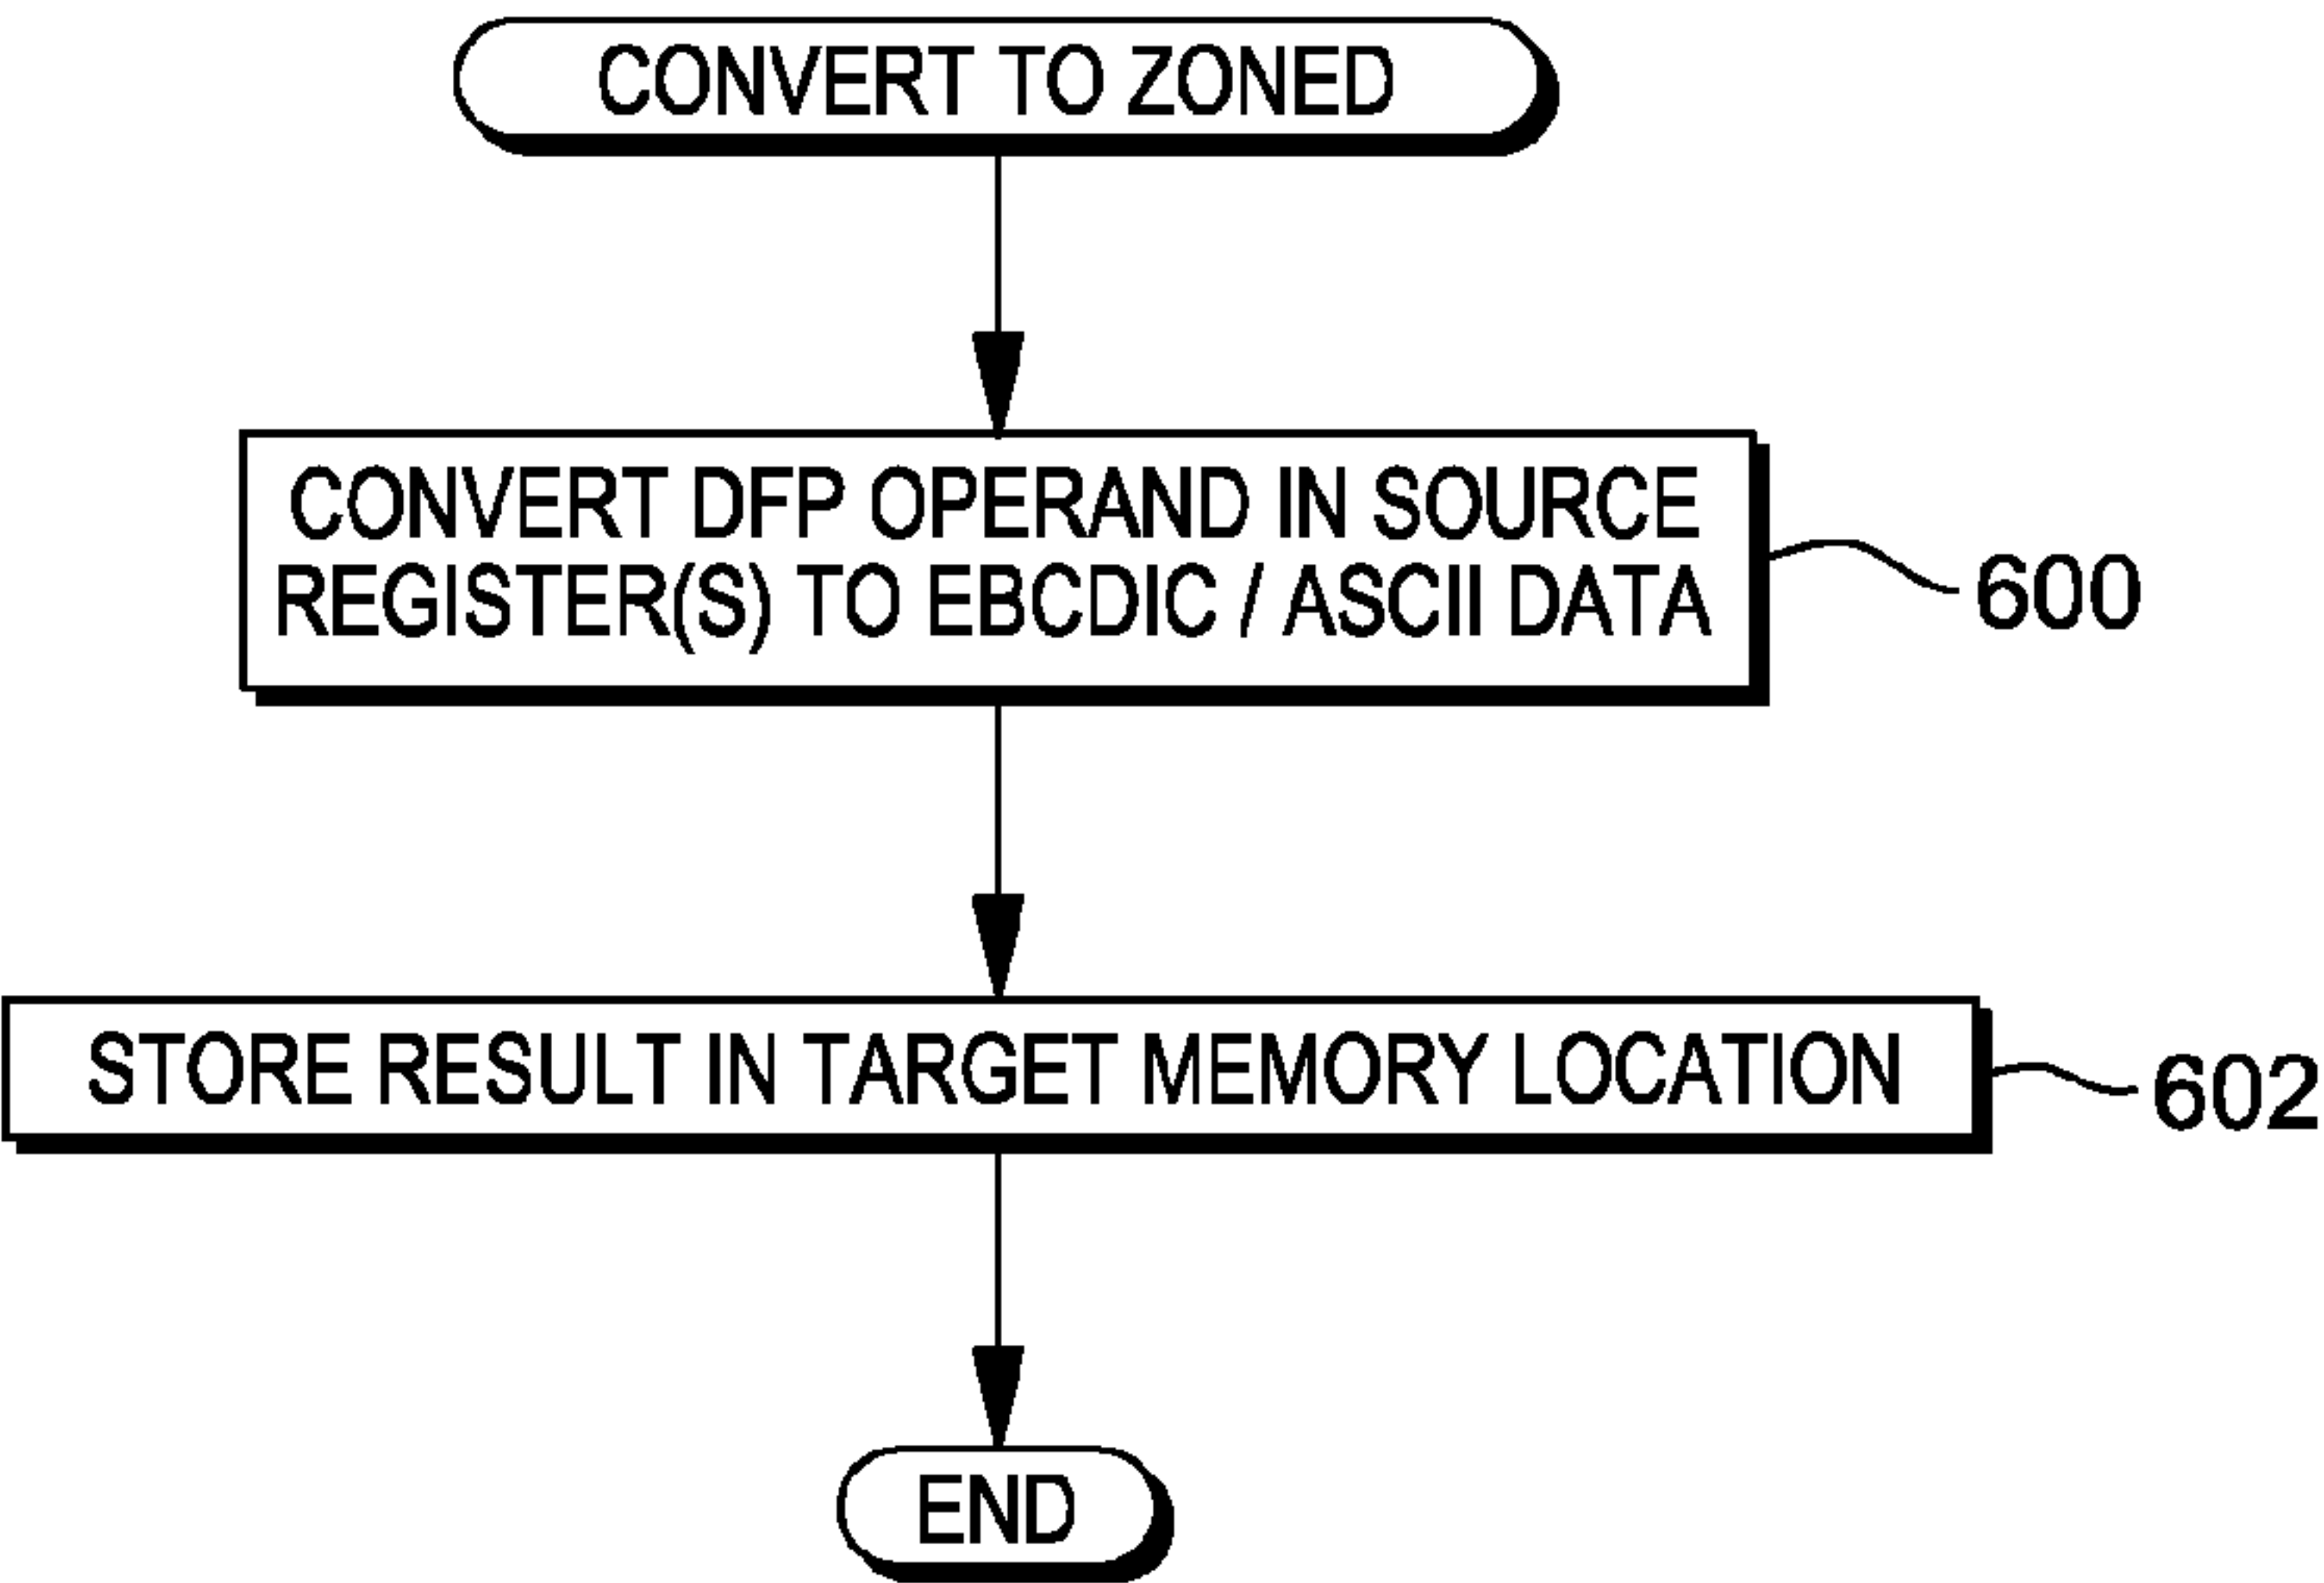 CONVERT TO ZONED
CONVERT DFP OPERAND IN SOURCE
REGISTER(S) TO EBCDIC / ASCII DATA
600
STORE RESULT IN TARGET MEMORY LOCATION
602
END